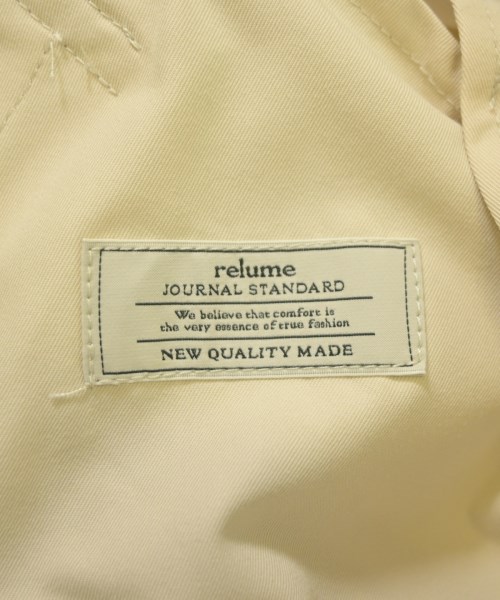 relume
JOURNAL STANDARD
We believe that comfort is
the very essence of true fashion
NEW QUALITY MADE